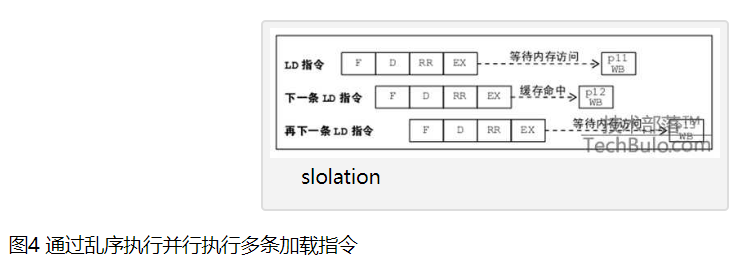 等待内存访问
LD 指令 F D RR EX p11 WB
缓存命中
下一条 LD 指令 F D RR EX p12 WB
等待内存访问
再下一条 LD 指令 F D RR EX WB
技术部落™
TechBulo.com
slolation
图4 通过乱序执行并行执行多条加载指令